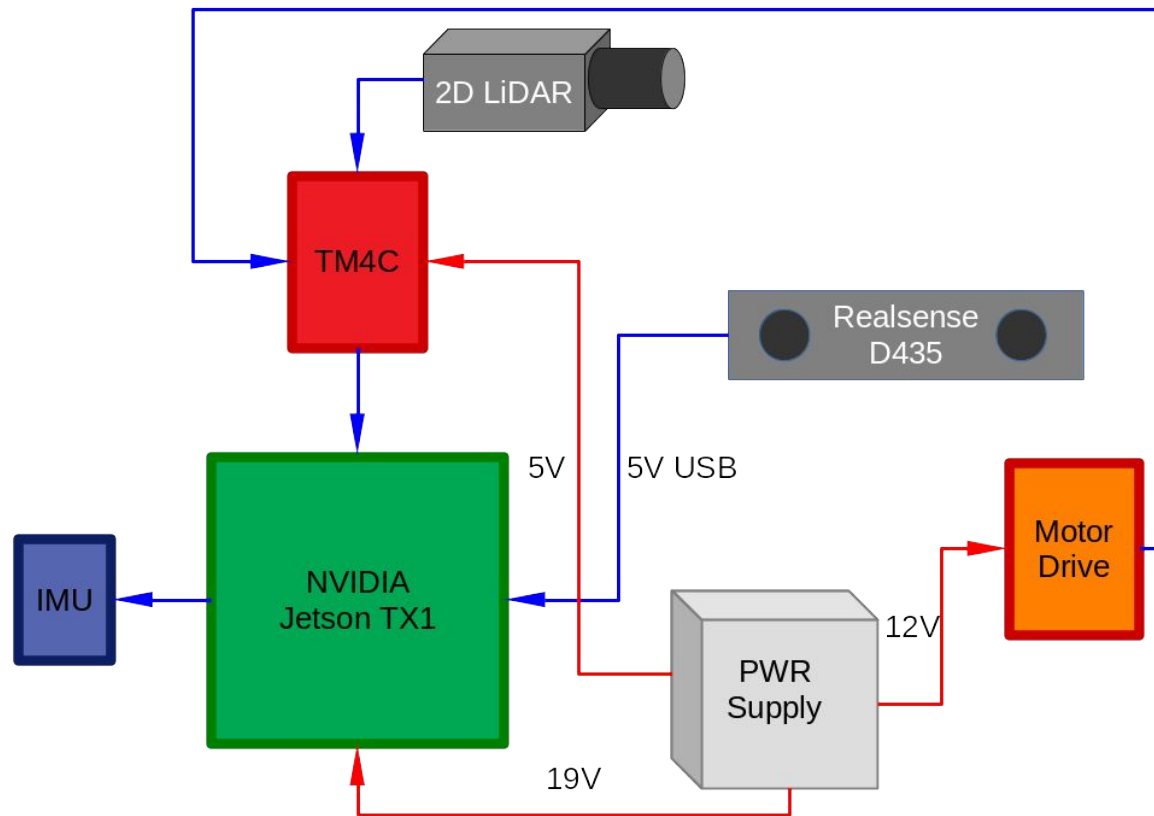 2D LiDAR
TM4C
Realsense
D435
5V
5V USB
Motor
Drive
NVIDIA
Jetson TX1
IMU
12V
PWR
Supply
19V